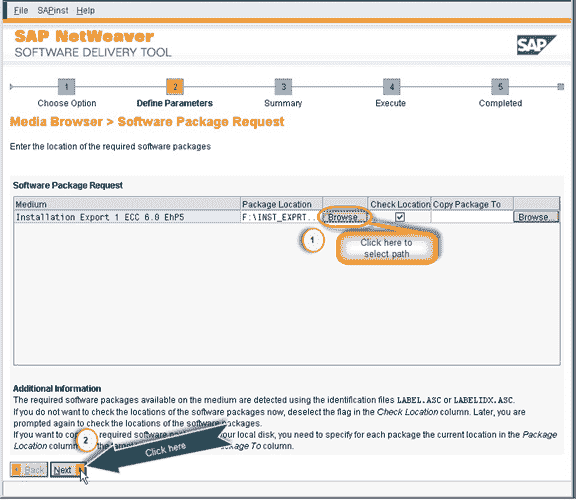 File SAPinst Help
SAP NetWeaver
SOFTWARE DELIVERY TOOL
SAP
1 2 3 4 5
Choose Option Define Parameters Summary Execute Completed
Media Browser > Software Package Request
Enter the location of the required software packages
Software Package Request
Medium Package Location Check Location Copy Package To
Installation Export 1 ECC 6.0 EhP5 F:\INST_EXPRT... Browse... Browse...
1
Click here to
select path
Additional Information
The required software packages available on the medium are detected using the identification files LABEL.ASC or LABELIDX.ASC.
If you do not want to check the locations of the software packages now, deselect the flag in the Check Location column. Later, you are
prompted again to check the locations of the software packages.
If you want to required software your local disk, you need to specify for each package the current location in the Package
Location column Package To column.
2
Click here
Back Next